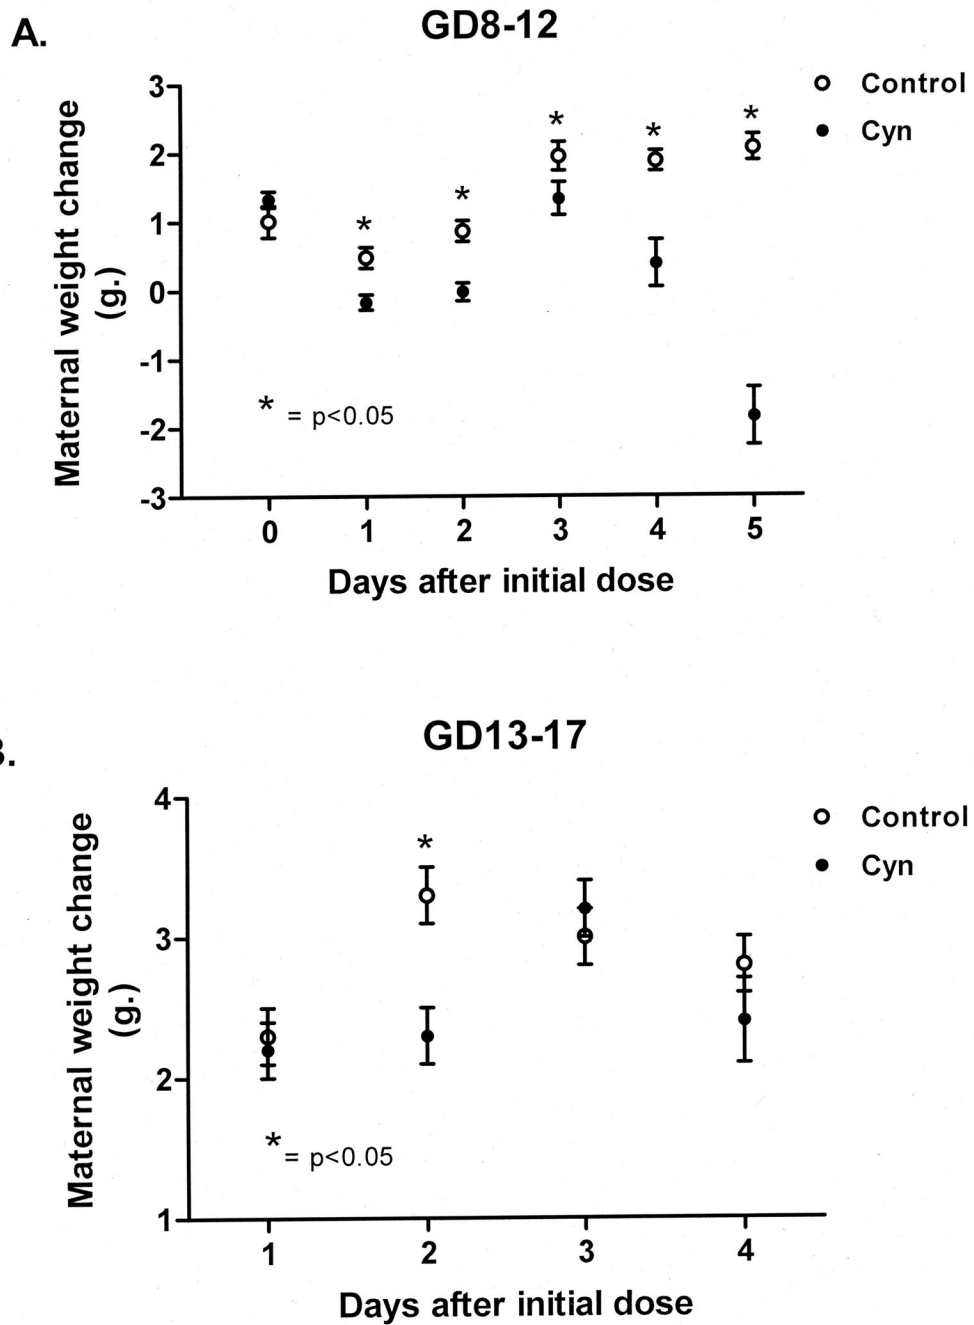 A.
GD8-12
Control
Cyn
3
2
1
0
-1
-2
-3
Maternal weight change
(g.)
*
*
*
*
*
* = p<0.05
0 1 2 3 4 5
Days after initial dose
B.
GD13-17
Control
Cyn
4
3
2
1
Maternal weight change
(g.)
*
* = p<0.05
1 2 3 4
Days after initial dose